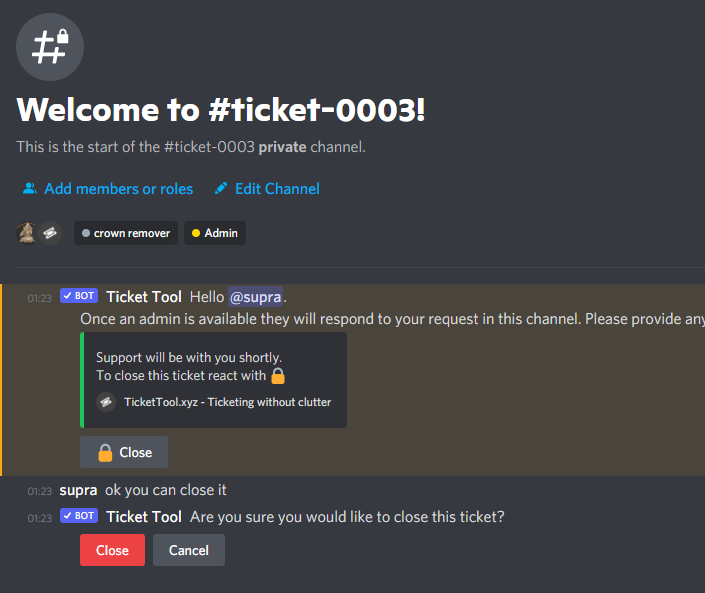 Welcome to #ticket-0003!
This is the start of the #ticket-0003 private channel.
Add members or roles Edit Channel
crown remover Admin
01:23 BOT Ticket Tool Hello @supra.
Once an admin is available they will respond to your request in this channel. Please provide any
Support will be with you shortly.
To close this ticket react with
TicketTool.xyz - Ticketing without clutter
Close
01:23 supra ok you can close it
01:23 BOT Ticket Tool Are you sure you would like to close this ticket?
Close Cancel